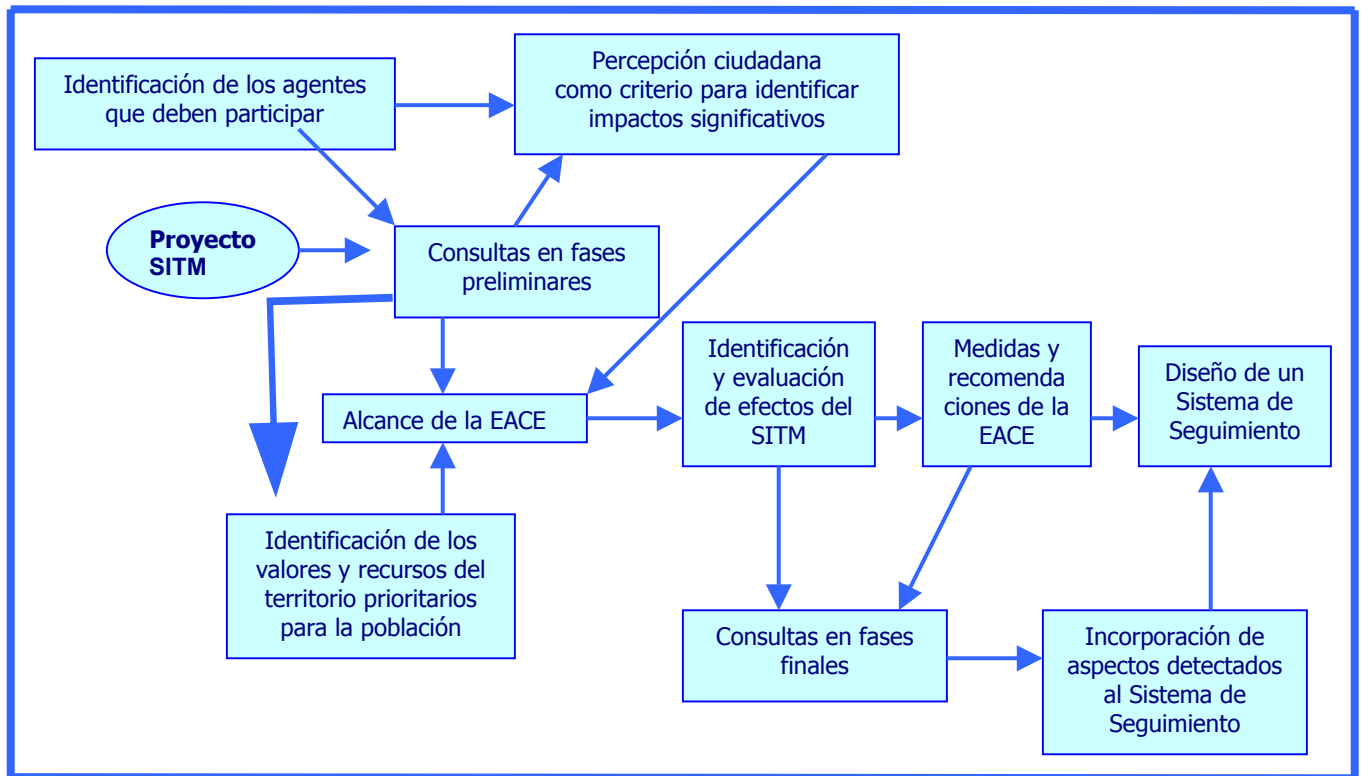 Identificación de los agentes
que deben participar
Percepción ciudadana
como criterio para identificar
impactos significativos
Proyecto
SITM
Consultas en fases
preliminares
Alcance de la EACE
Identificación
y evaluación
de efectos del
SITM
Medidas y
recomenda
ciones de la
EACE
Diseño de un
Sistema de
Seguimiento
Identificación de los
valores y recursos del
territorio prioritarios
para la población
Consultas en fases
finales
Incorporación de
aspectos detectados
al Sistema de
Seguimiento